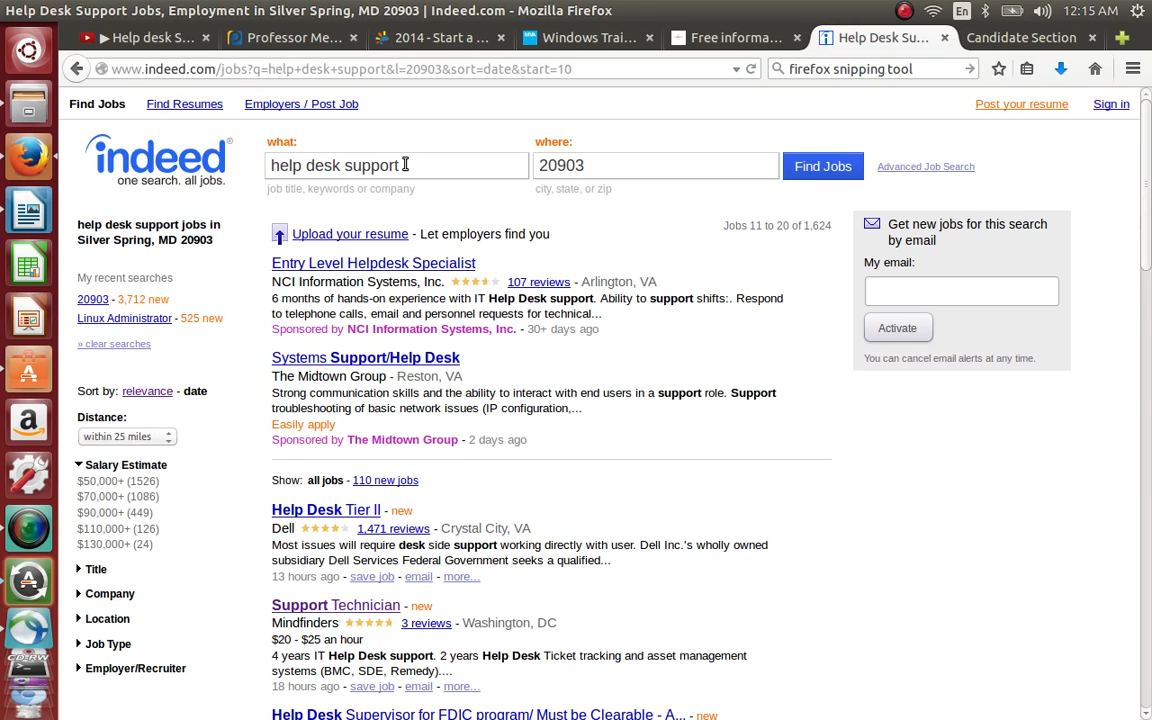 Help Desk Support Jobs, Employment in Silver Spring, MD 20903 | Indeed.com - Mozilla Firefox
En
12:15 AM
▶ Help desk S... ×
Professor Me... ×
2014 - Start a ... ×
Windows Trai... ×
Free informa... ×
Help Desk Su... ×
Candidate Section ×
www.indeed.com/jobs?q=help+desk+support&l=20903&sort=date&start=10
firefox snipping tool
Find Jobs
Find Resumes
Employers / Post Job
Post your resume
Sign in
indeed®
one search. all jobs.
what:
where:
help desk support
20903
Find Jobs
Advanced Job Search
job title, keywords or company
city, state, or zip
help desk support jobs in
Silver Spring, MD 20903
My recent searches
20903 - 3,712 new
Linux Administrator - 525 new
» clear searches
Sort by: relevance - date
Distance:
within 25 miles
Salary Estimate
$50,000+ (1526)
$70,000+ (1086)
$90,000+ (449)
$110,000+ (126)
$130,000+ (24)
Title
Company
Location
Job Type
Employer/Recruiter
Upload your resume - Let employers find you
Jobs 11 to 20 of 1,624
Entry Level Helpdesk Specialist
NCI Information Systems, Inc. 107 reviews - Arlington, VA
6 months of hands-on experience with IT Help Desk support. Ability to support shifts:. Respond
to telephone calls, email and personnel requests for technical...
Sponsored by NCI Information Systems, Inc. - 30+ days ago
Systems Support/Help Desk
The Midtown Group - Reston, VA
Strong communication skills and the ability to interact with end users in a support role. Support
troubleshooting of basic network issues (IP configuration,...
Easily apply
Sponsored by The Midtown Group - 2 days ago
Show: all jobs - 110 new jobs
Help Desk Tier II - new
Dell 1,471 reviews - Crystal City, VA
Most issues will require desk side support working directly with user. Dell Inc.'s wholly owned
subsidiary Dell Services Federal Government seeks a qualified...
13 hours ago - save job - email - more...
Support Technician - new
Mindfinders 3 reviews - Washington, DC
$20 - $25 an hour
4 years IT Help Desk support. 2 years Help Desk Ticket tracking and asset management
systems (BMC, SDE, Remedy)....
18 hours ago - save job - email - more...
Help Desk Supervisor for FDIC program/ Must be Clearable - A... - new
Get new jobs for this search
by email
My email:
Activate
You can cancel email alerts at any time.
a
CD-RW